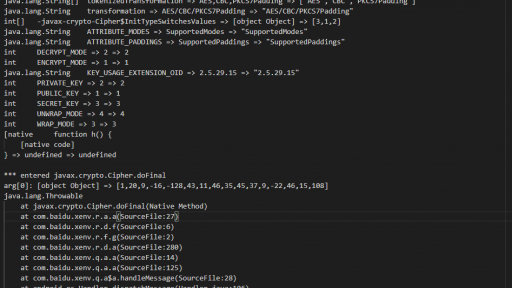 java.lang.String[] tokenizedTransformation => AES,CBC,PKCS7Padding => ["AES","CBC","PKCS7Padding"]
java.lang.String transformation => AES/CBC/PKCS7Padding => "AES/CBC/PKCS7Padding"
int[] -javax-crypto-Cipher$InitTypeSwitchesValues => [object Object] => [3,1,2]
java.lang.String ATTRIBUTE_MODES => SupportedModes => "SupportedModes"
java.lang.String ATTRIBUTE_PADDINGS => SupportedPaddings => "SupportedPaddings"
int DECRYPT_MODE => 2 => 2
int ENCRYPT_MODE => 1 => 1
java.lang.String KEY_USAGE_EXTENSION_OID => 2.5.29.15 => "2.5.29.15"
int PRIVATE_KEY => 2 => 2
int PUBLIC_KEY => 1 => 1
int SECRET_KEY => 3 => 3
int UNWRAP_MODE => 4 => 4
int WRAP_MODE => 3 => 3
[native function h() {
[native code]
} => undefined => undefined
*** entered javax.crypto.Cipher.doFinal
arg[0]: [object Object] => [1,20,9,-16,-128,43,11,46,35,45,37,9,-22,46,15,108]
java.lang.Throwable
at javax.crypto.Cipher.doFinal(Native Method)
at com.baidu.xenv.r.a.a(SourceFile:27)
at com.baidu.xenv.r.d.f(SourceFile:6)
at com.baidu.xenv.r.f.g(SourceFile:2)
at com.baidu.xenv.r.d.a(SourceFile:280)
at com.baidu.xenv.q.a.a(SourceFile:14)
at com.baidu.xenv.q.a.a(SourceFile:125)
at com.baidu.xenv.q.a$a.handleMessage(SourceFile:28)
at android.os.Handler.dispatchMessage(Handler.java:106)